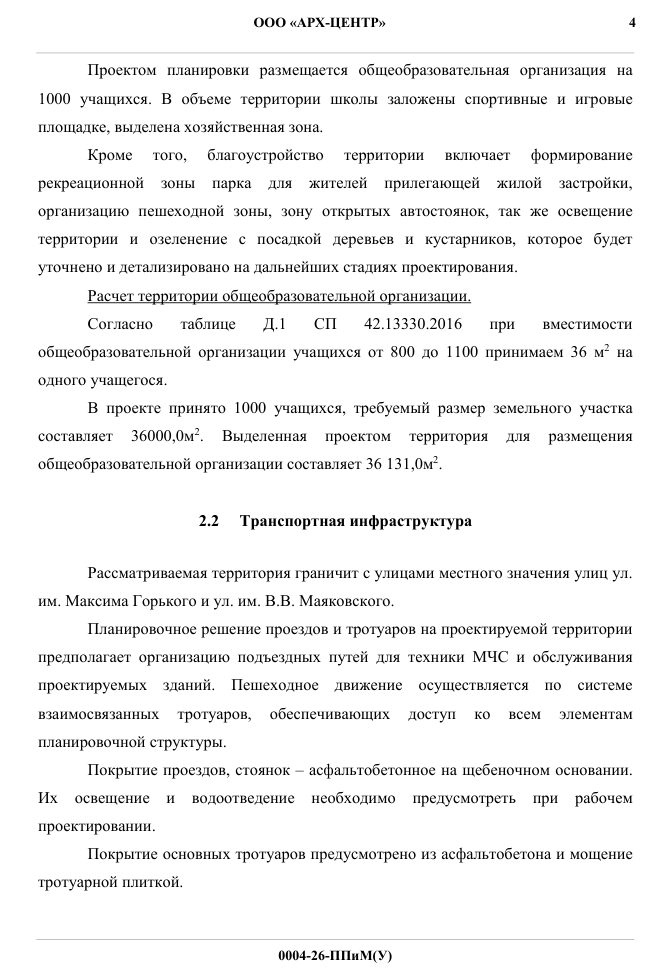 ООО «АРХ-ЦЕНТР»
4
Проектом планировки размещается общеобразовательная организация на
1000 учащихся. В объеме территории школы заложены спортивные и игровые
площадке, выделена хозяйственная зона.
Кроме того, благоустройство территории включает формирование
рекреационной зоны парка для жителей прилегающей жилой застройки,
организацию пешеходной зоны, зону открытых автостоянок, так же освещение
территории и озеленение с посадкой деревьев и кустарников, которое будет
уточнено и детализировано на дальнейших стадиях проектирования.
Расчет территории общеобразовательной организации.
Согласно таблице Д.1 СП 42.13330.2016 при вместимости
общеобразовательной организации учащихся от 800 до 1100 принимаем 36 м² на
одного учащегося.
В проекте принято 1000 учащихся, требуемый размер земельного участка
составляет 36000,0м². Выделенная проектом территория для размещения
общеобразовательной организации составляет 36 131,0м².
2.2 Транспортная инфраструктура
Рассматриваемая территория граничит с улицами местного значения улиц ул.
им. Максима Горького и ул. им. В.В. Маяковского.
Планировочное решение проездов и тротуаров на проектируемой территории
предполагает организацию подъездных путей для техники МЧС и обслуживания
проектируемых зданий. Пешеходное движение осуществляется по системе
взаимосвязанных тротуаров, обеспечивающих доступ ко всем элементам
планировочной структуры.
Покрытие проездов, стоянок – асфальтобетонное на щебеночном основании.
Их освещение и водоотведение необходимо предусмотреть при рабочем
проектировании.
Покрытие основных тротуаров предусмотрено из асфальтобетона и мощение
тротуарной плиткой.
0004-26-ППиМ(У)